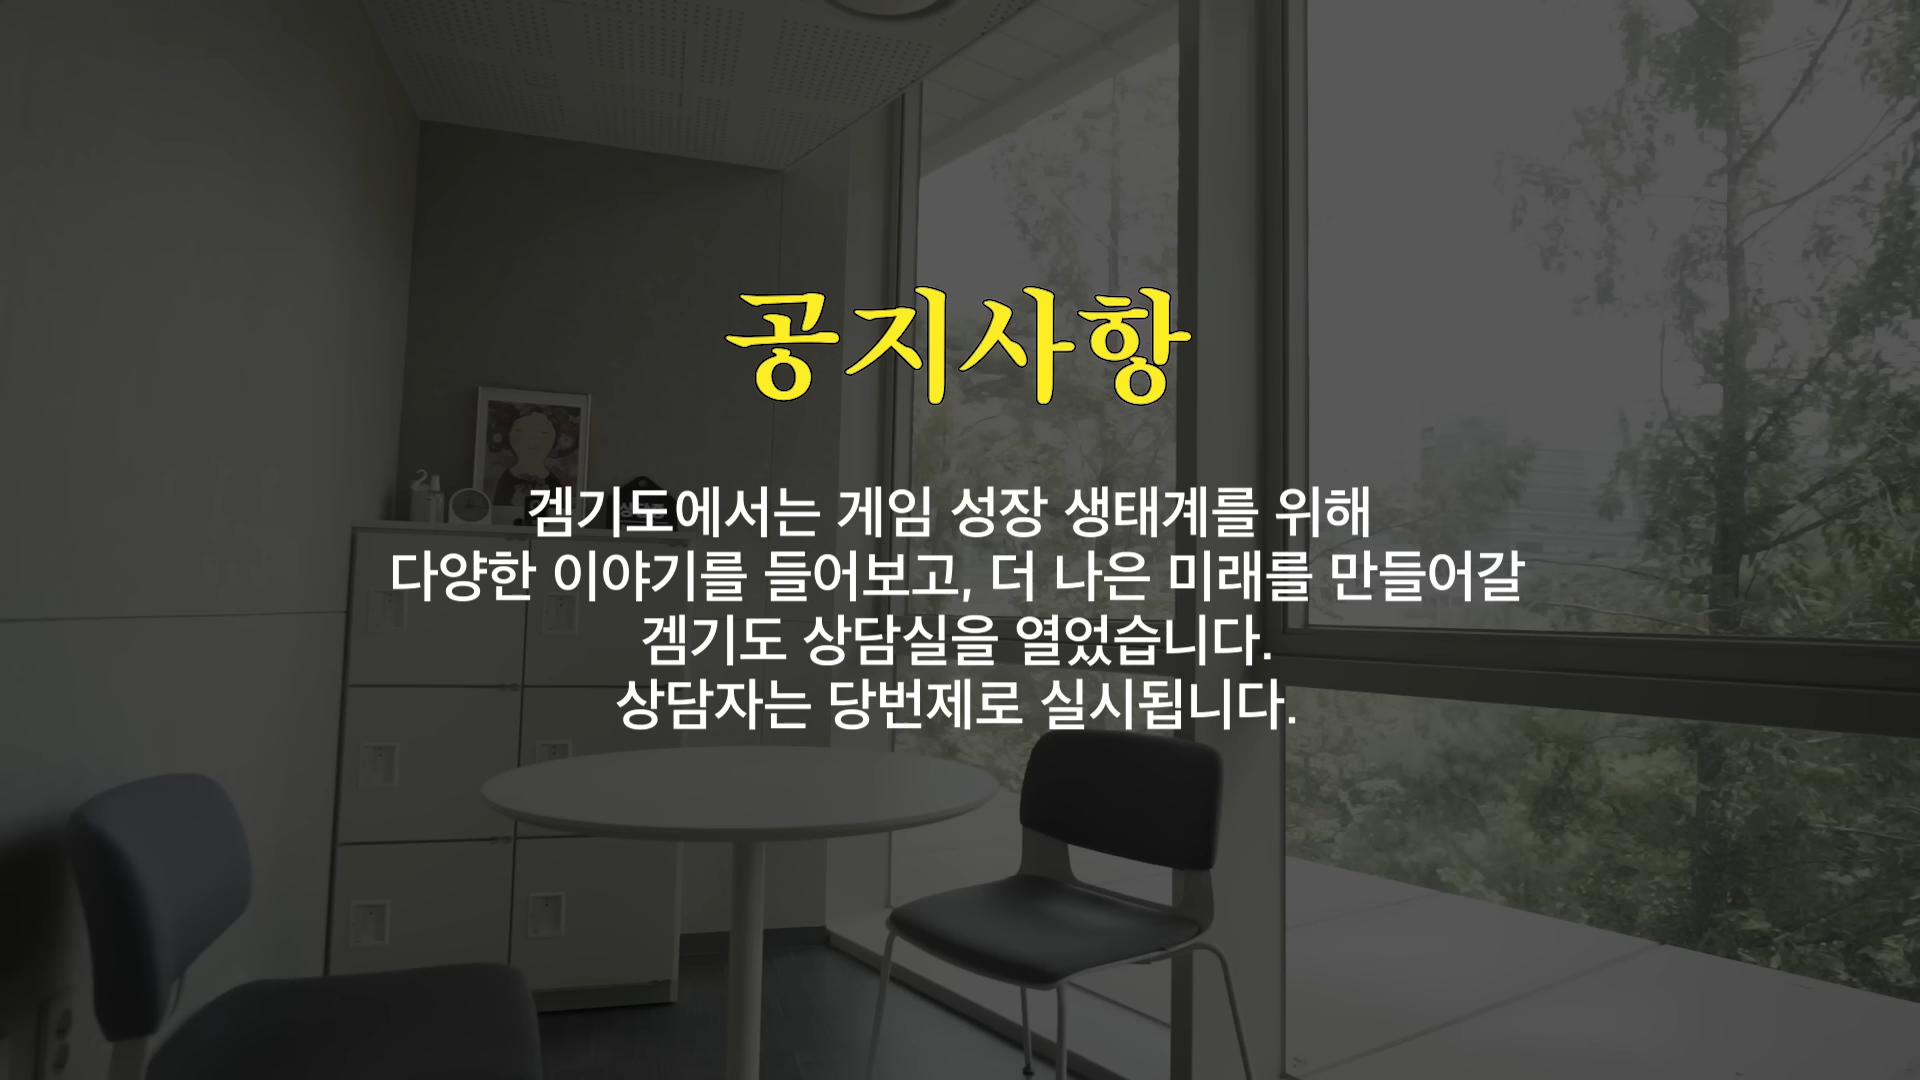 공지사항
겜기도에서는 게임 성장 생태계를 위해
다양한 이야기를 들어보고, 더 나은 미래를 만들어갈
겜기도 상담실을 열었습니다.
상담자는 당번제로 실시됩니다.